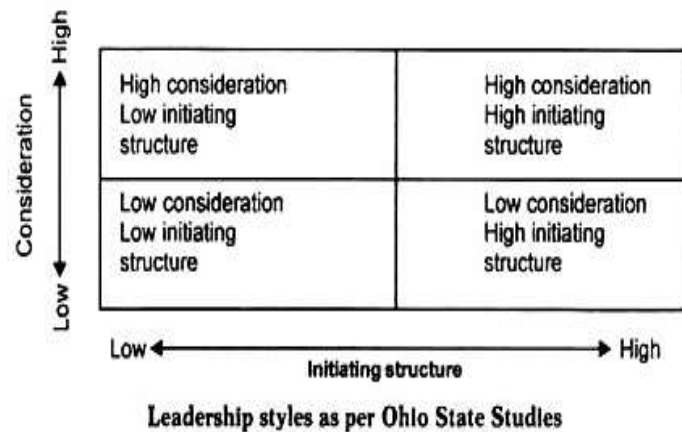 High
Consideration
Low
High consideration
Low initiating
structure
High consideration
High initiating
structure
Low consideration
Low initiating
structure
Low consideration
High initiating
structure
Low
High
Initiating structure
Leadership styles as per Ohio State Studies